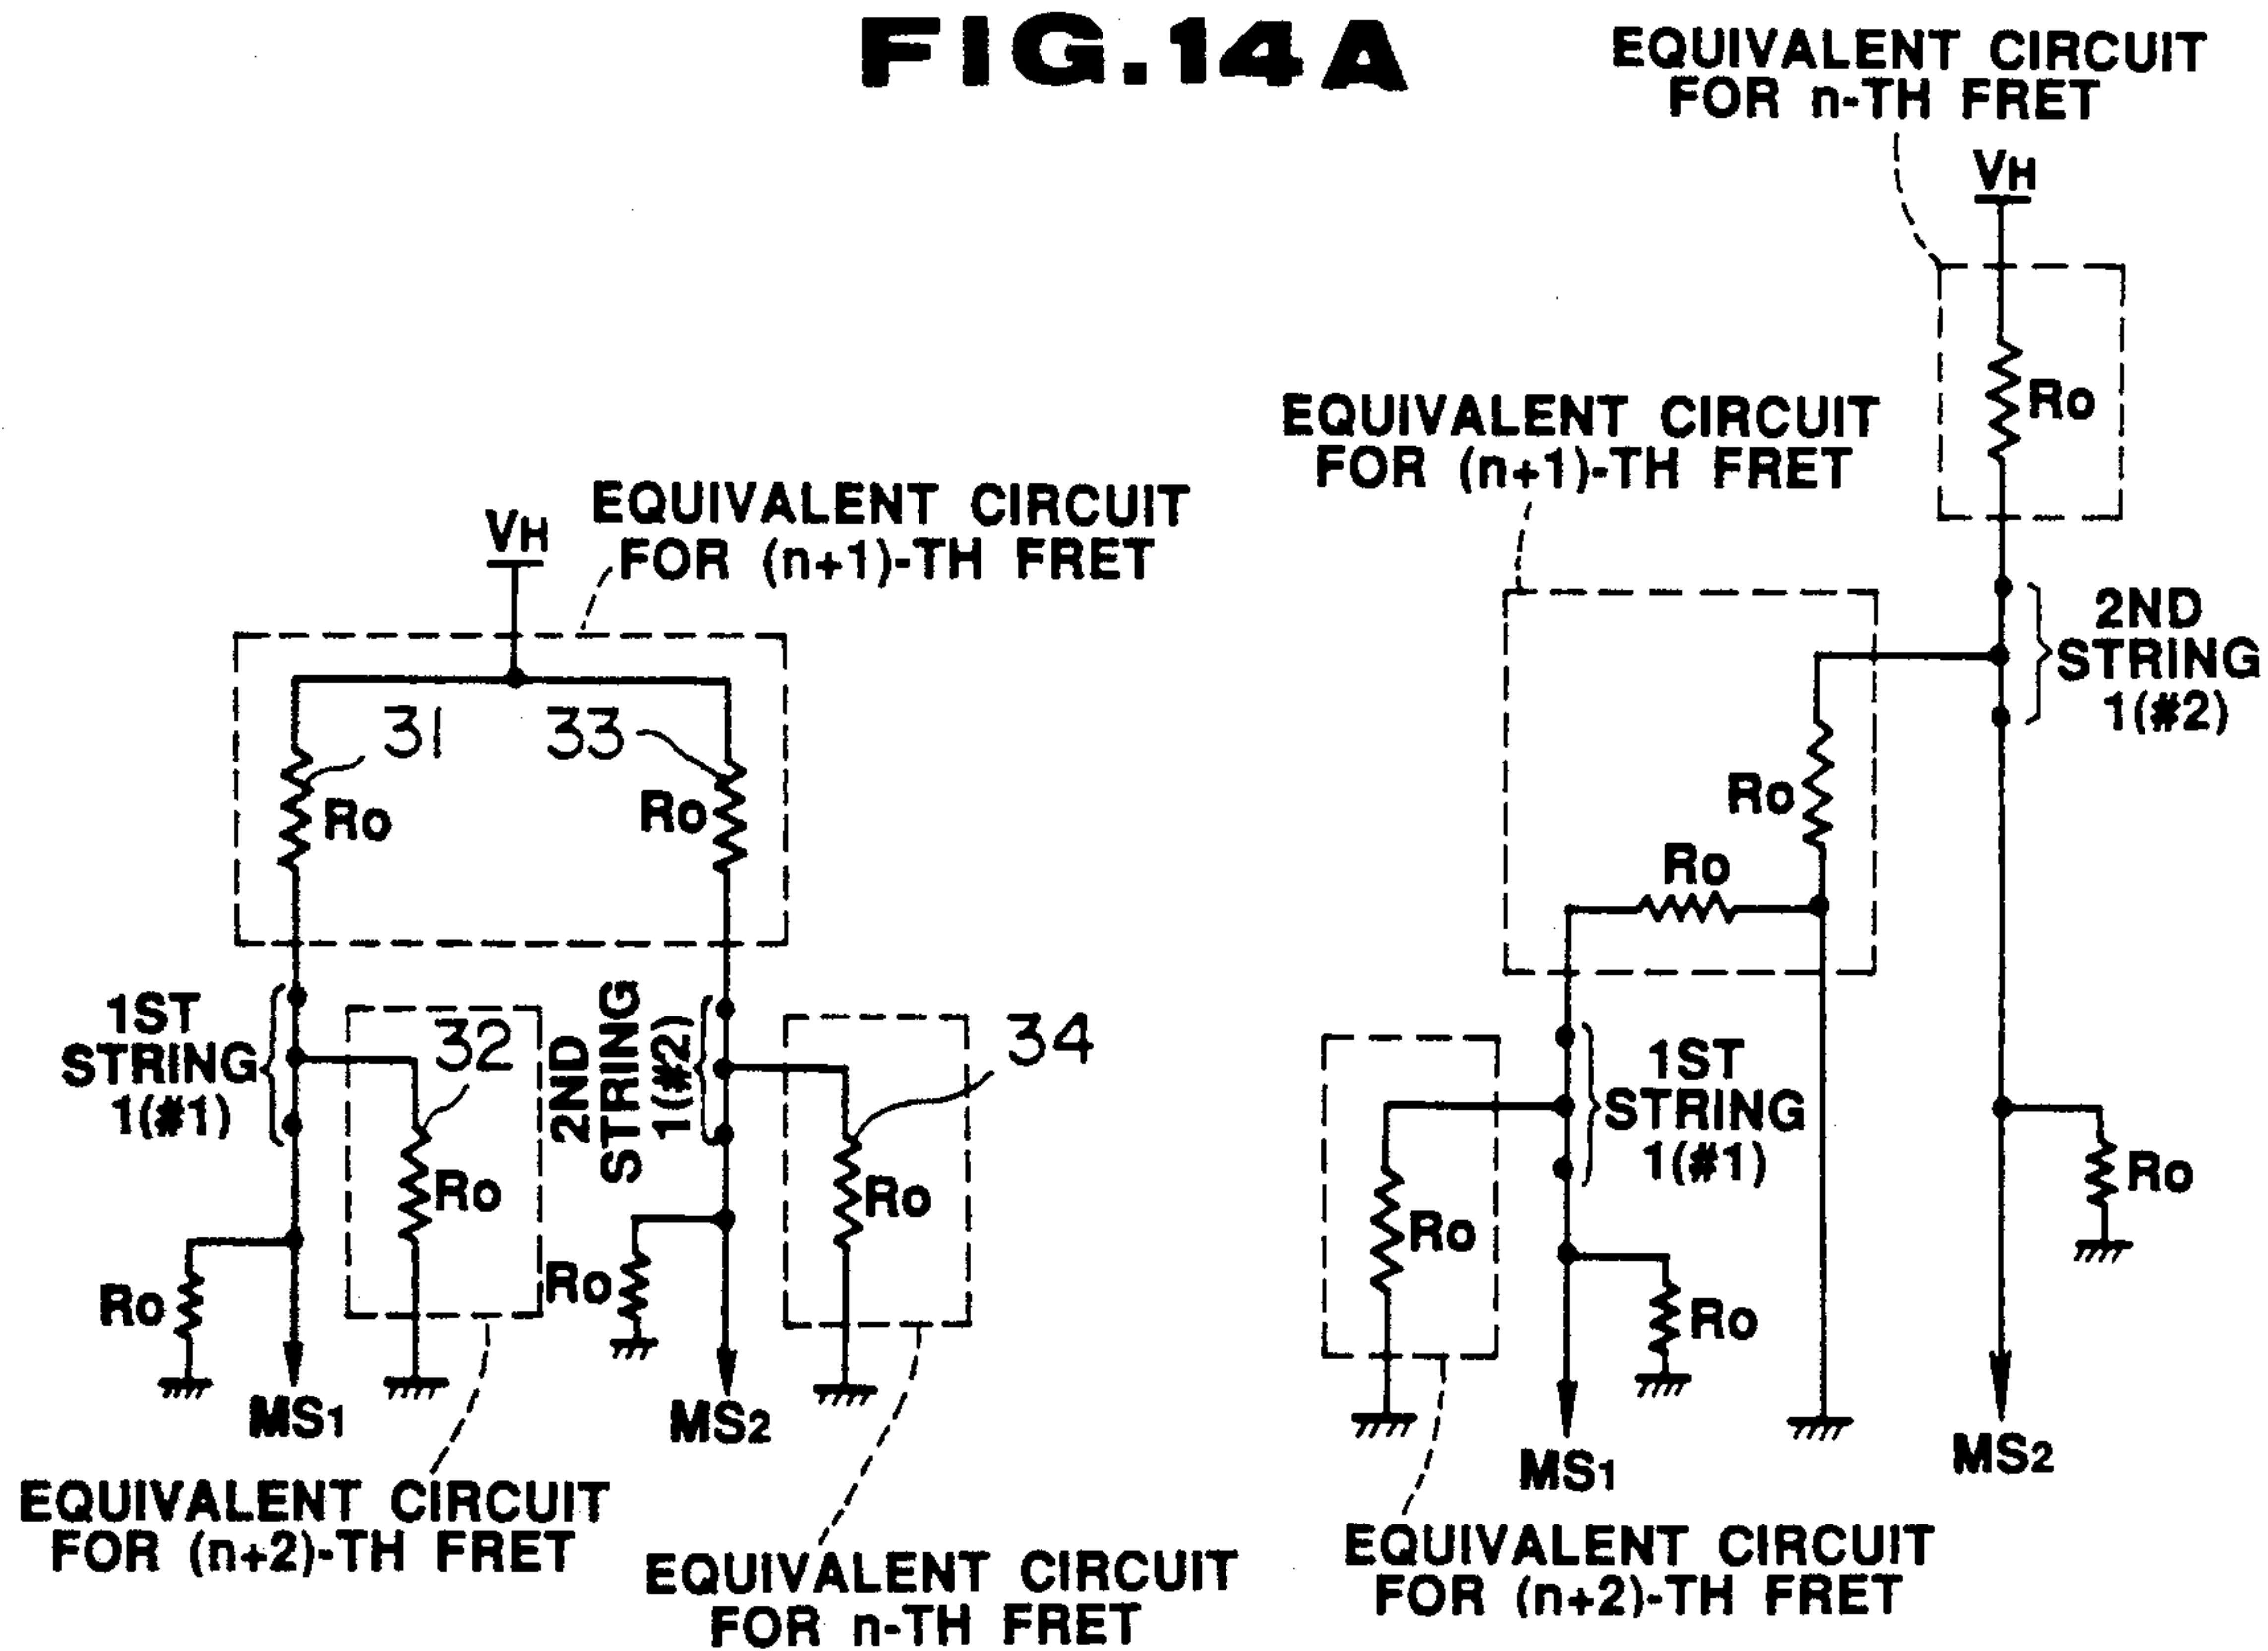 FIG.14A
EQUIVALENT CIRCUIT
FOR n-TH FRET
VH
Ro
EQUIVALENT CIRCUIT
FOR (n+1)-TH FRET
2ND
STRING
1(#2)
Ro
Ro
1ST
STRING
1(#1)
Ro
Ro
Ro
MS1
MS2
EQUIVALENT CIRCUIT
FOR (n+2)-TH FRET
VH
EQUIVALENT CIRCUIT
FOR (n+1)-TH FRET
31
33
Ro
Ro
1ST
STRING
1(#1)
32
2ND
STRING
1(#2)
34
Ro
Ro
Ro
Ro
MS1
MS2
EQUIVALENT CIRCUIT
FOR (n+2)-TH FRET
EQUIVALENT CIRCUIT
FOR n-TH FRET